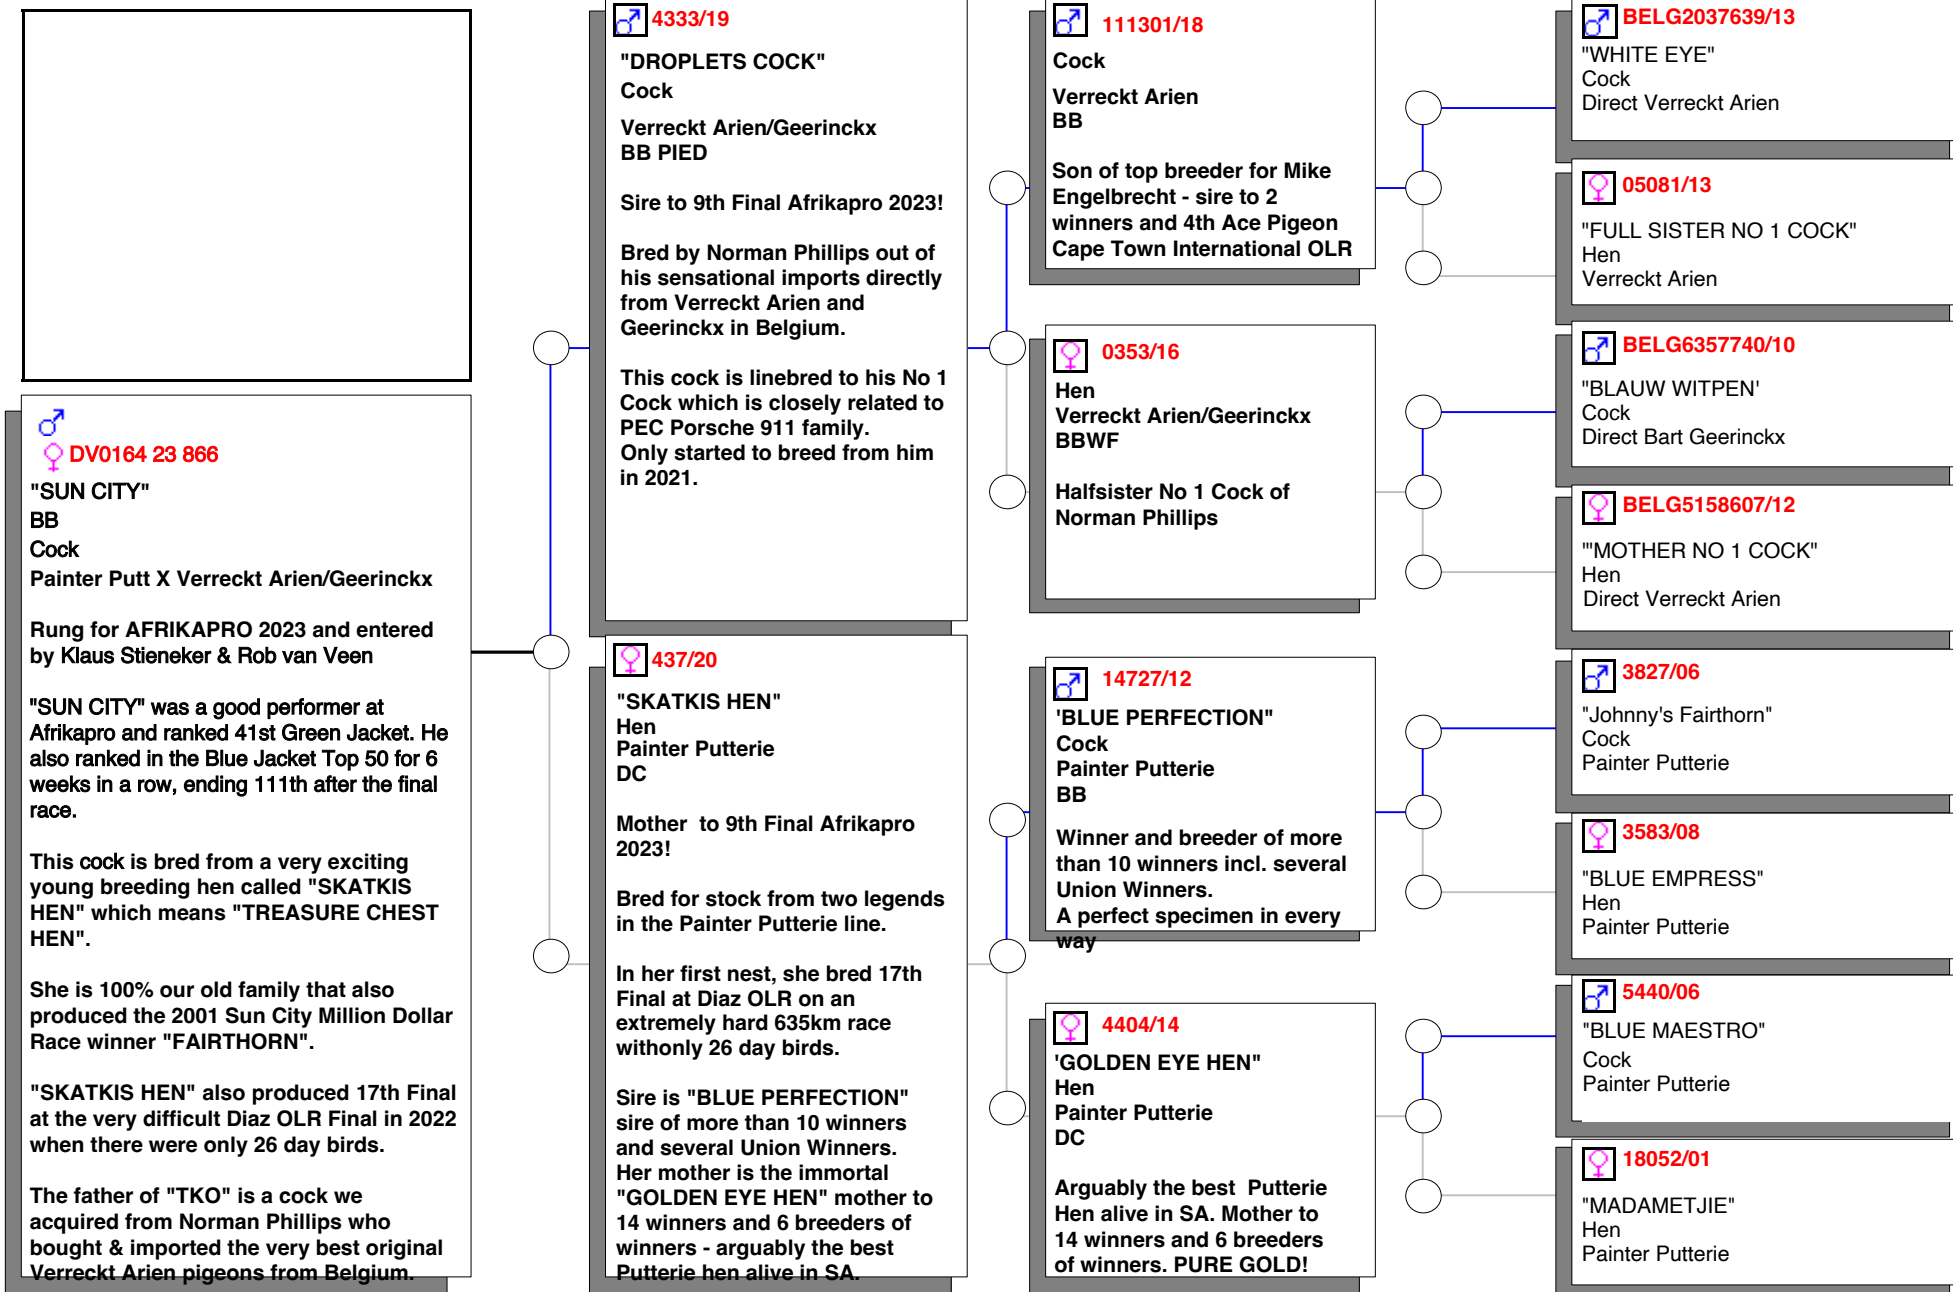 DV0164 23 866
"SUN CITY"
BB
Cock
Painter Putt X Verreckt Arien/Geerinckx
Rung for AFRIKAPRO 2023 and entered
by Klaus Stieneker & Rob van Veen
"SUN CITY" was a good performer at
Afrikapro and ranked 41st Green Jacket. He
also ranked in the Blue Jacket Top 50 for 6
weeks in a row, ending 111th after the final
race.
This cock is bred from a very exciting
young breeding hen called "SKATKIS
HEN" which means "TREASURE CHEST
HEN".
She is 100% our old family that also
produced the 2001 Sun City Million Dollar
Race winner "FAIRTHORN".
"SKATKIS HEN" also produced 17th Final
at the very difficult Diaz OLR Final in 2022
when there were only 26 day birds.
The father of "TKO" is a cock we
acquired from Norman Phillips who
bought & imported the very best original
Verreckt Arien pigeons from Belgium.
4333/19
"DROPLETS COCK"
Cock
Verreckt Arien/Geerinckx
BB PIED
Sire to 9th Final Afrikapro 2023!
Bred by Norman Phillips out of
his sensational imports directly
from Verreckt Arien and
Geerinckx in Belgium.
This cock is linebred to his No 1
Cock which is closely related to
PEC Porsche 911 family.
Only started to breed from him
in 2021.
437/20
"SKATKIS HEN"
Hen
Painter Putterie
DC
Mother  to 9th Final Afrikapro
2023!
Bred for stock from two legends
in the Painter Putterie line.
In her first nest, she bred 17th
Final at Diaz OLR on an
extremely hard 635km race
withonly 26 day birds.
Sire is "BLUE PERFECTION"
sire of more than 10 winners
and several Union Winners.
Her mother is the immortal
"GOLDEN EYE HEN" mother to
14 winners and 6 breeders of
winners - arguably the best
Putterie hen alive in SA.
111301/18
Cock
Verreckt Arien
BB
Son of top breeder for Mike
Engelbrecht - sire to 2
winners and 4th Ace Pigeon
Cape Town International OLR
0353/16
Hen
Verreckt Arien/Geerinckx
BBWF
Halfsister No 1 Cock of
Norman Phillips
14727/12
'BLUE PERFECTION"
Cock
Painter Putterie
BB
Winner and breeder of more
than 10 winners incl. several
Union Winners.
A perfect specimen in every
way
4404/14
'GOLDEN EYE HEN"
Hen
Painter Putterie
DC
Arguably the best  Putterie
Hen alive in SA. Mother to
14 winners and 6 breeders
of winners. PURE GOLD!
BELG2037639/13
"WHITE EYE"
Cock
Direct Verreckt Arien
05081/13
"FULL SISTER NO 1 COCK"
Hen
Verreckt Arien
BELG6357740/10
"BLAUW WITPEN'
Cock
Direct Bart Geerinckx
BELG5158607/12
'"MOTHER NO 1 COCK"
Hen
Direct Verreckt Arien
3827/06
"Johnny's Fairthorn"
Cock
Painter Putterie
3583/08
"BLUE EMPRESS"
Hen
Painter Putterie
5440/06
"BLUE MAESTRO"
Cock
Painter Putterie
18052/01
"MADAMETJIE"
Hen
Painter Putterie